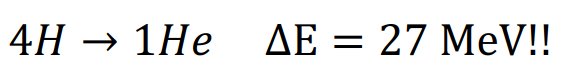 4H → 1He ΔE = 27 MeV!!